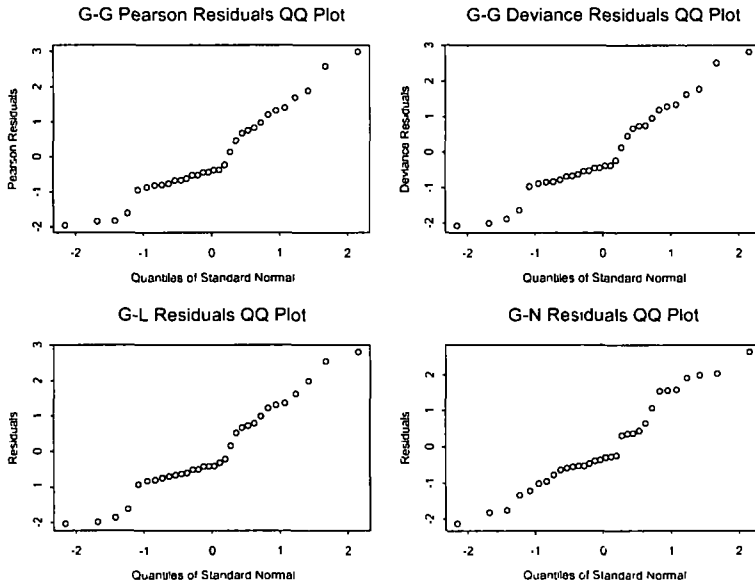 G-G Pearson Residuals QQ Plot
Pearson Residuals
3
2
1
0
-1
-2
-2 -1 0 1 2
Quantiles of Standard Normal
G-G Deviance Residuals QQ Plot
Deviance Residuals
3
2
1
0
-1
-2
-2 -1 0 1 2
Quantiles of Standard Normal
G-L Residuals QQ Plot
Residuals
3
2
1
0
-1
-2
-2 -1 0 1 2
Quantiles of Standard Normal
G-N Residuals QQ Plot
Residuals
2
1
0
-1
-2
-2 -1 0 1 2
Quantiles of Standard Normal